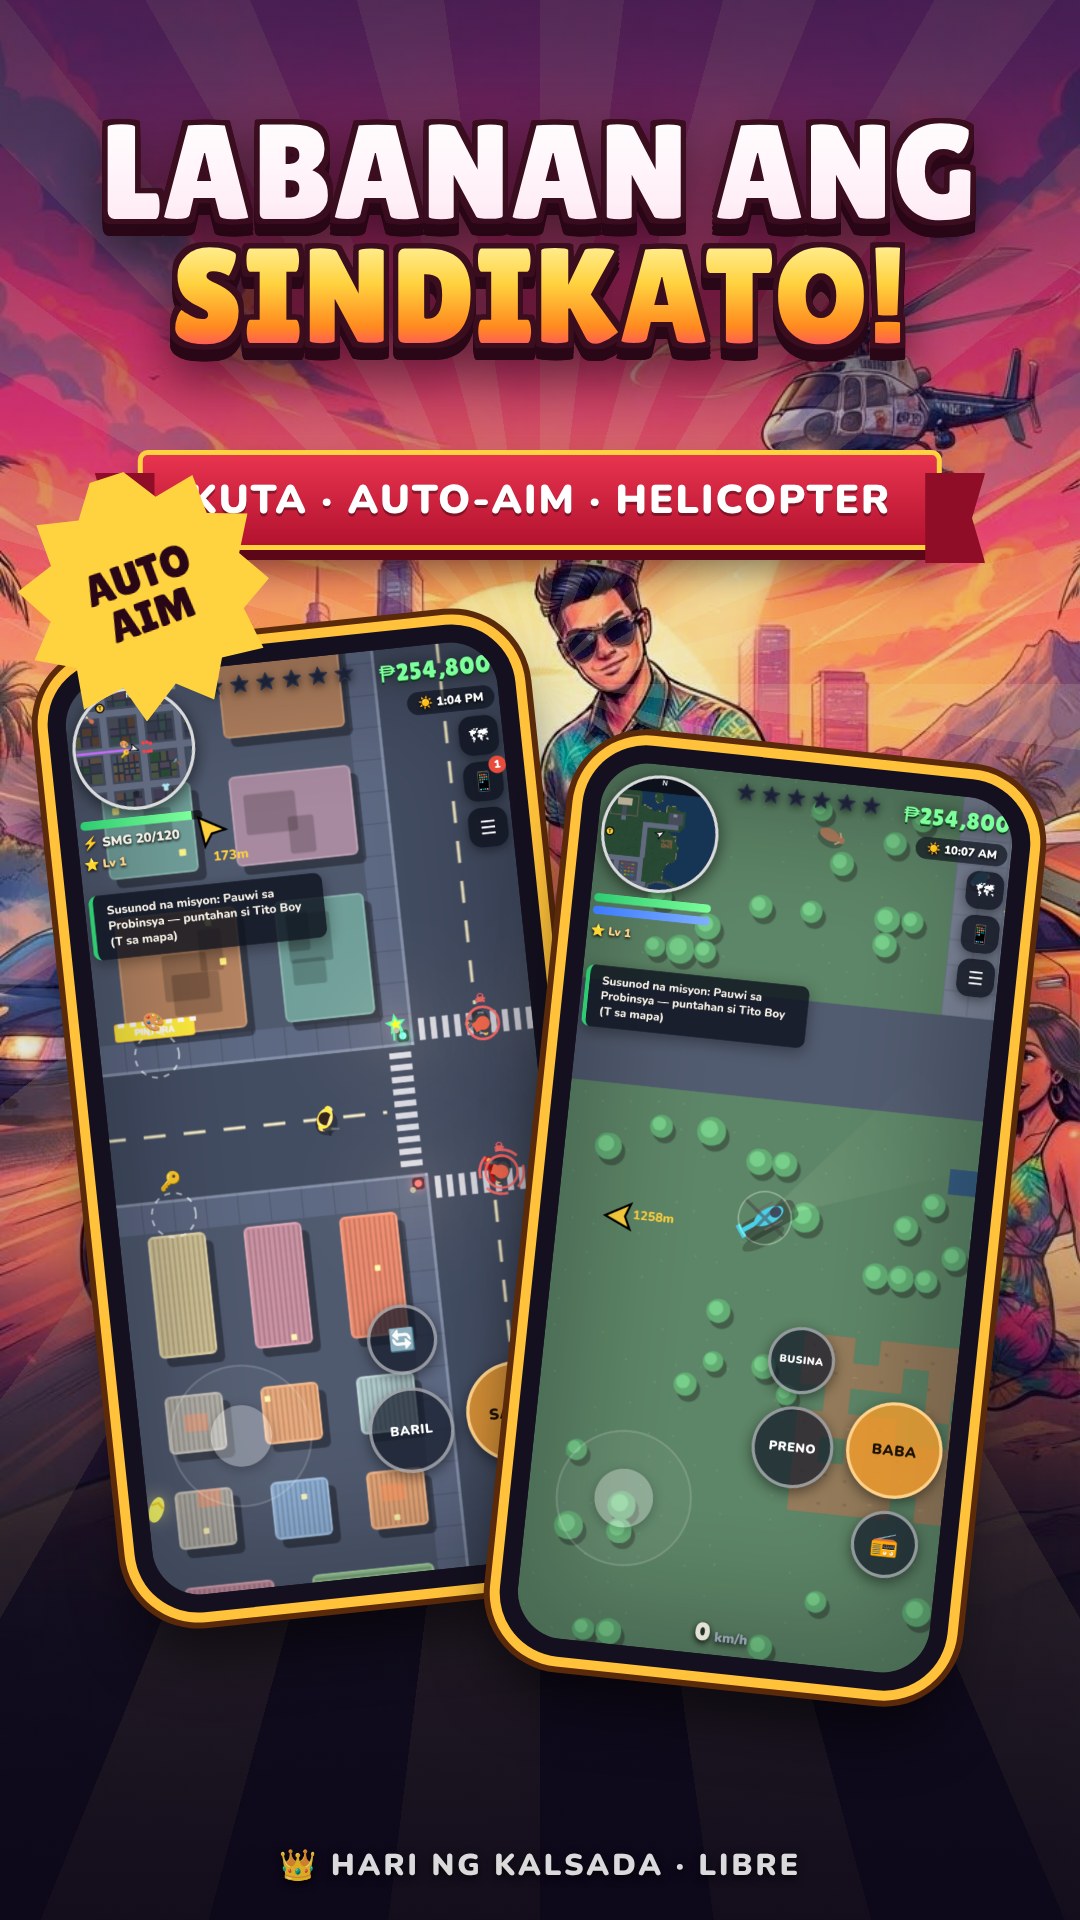 LABANAN ANG
SINDIKATO!
KUTA · AUTO-AIM · HELICOPTER
AUTO
AIM
₱254,800
1:04 PM
1
SMG 20/120
Lv 1
173m
Susunod na misyon: Pauwi sa
Probinsya — puntahan si Tito Boy
(T sa mapa)
BARIL
N
₱254,800
10:07 AM
Lv 1
Susunod na misyon: Pauwi sa
Probinsya — puntahan si Tito Boy
(T sa mapa)
1258m
BUSINA
PRENO
BABA
0 km/h
HARI NG KALSADA · LIBRE